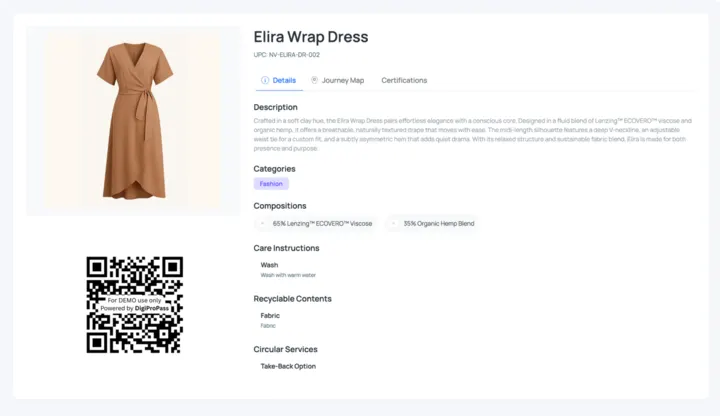 Elira Wrap Dress
UPC: NV-ELIRA-DR-002
Details
Journey Map
Certifications
Description
Crafted in a soft clay hue, the Elira Wrap Dress pairs effortless elegance with a conscious core. Designed in a fluid blend of Lenzing™ ECOVERO™ viscose and
organic hemp, it offers a breathable, naturally textured drape that moves with ease. The midi-length silhouette features a deep V-neckline, an adjustable
waist tie for a custom fit, and a subtly asymmetric hem that adds quiet drama. With its relaxed structure and sustainable fabric blend, Elira is made for both
presence and purpose.
Categories
Fashion
Compositions
65% Lenzing™ ECOVERO™ Viscose
35% Organic Hemp Blend
Care Instructions
Wash
Wash with warm water
Recyclable Contents
Fabric
Fabric
Circular Services
Take-Back Option
For DEMO use only
Powered by DigiProPass